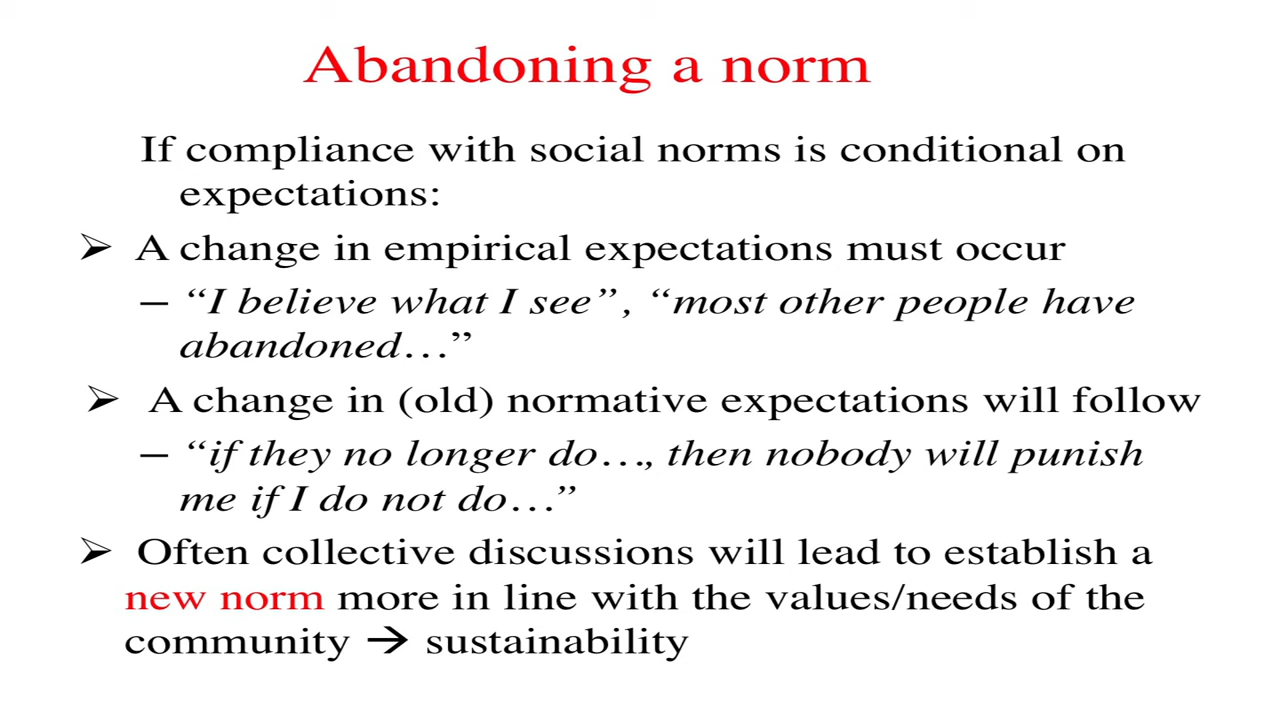 Abandoning a norm
If compliance with social norms is conditional on
expectations:
➢ A change in empirical expectations must occur
– “I believe what I see”, “most other people have
abandoned…”
➢ A change in (old) normative expectations will follow
– “if they no longer do…, then nobody will punish
me if I do not do…”
➢ Often collective discussions will lead to establish a
new norm more in line with the values/needs of the
community → sustainability